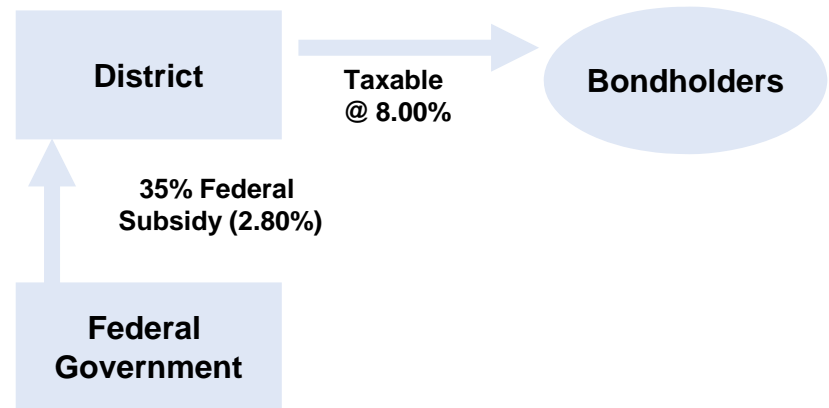 District
Taxable
@ 8.00%
Bondholders
35% Federal
Subsidy (2.80%)
Federal
Government